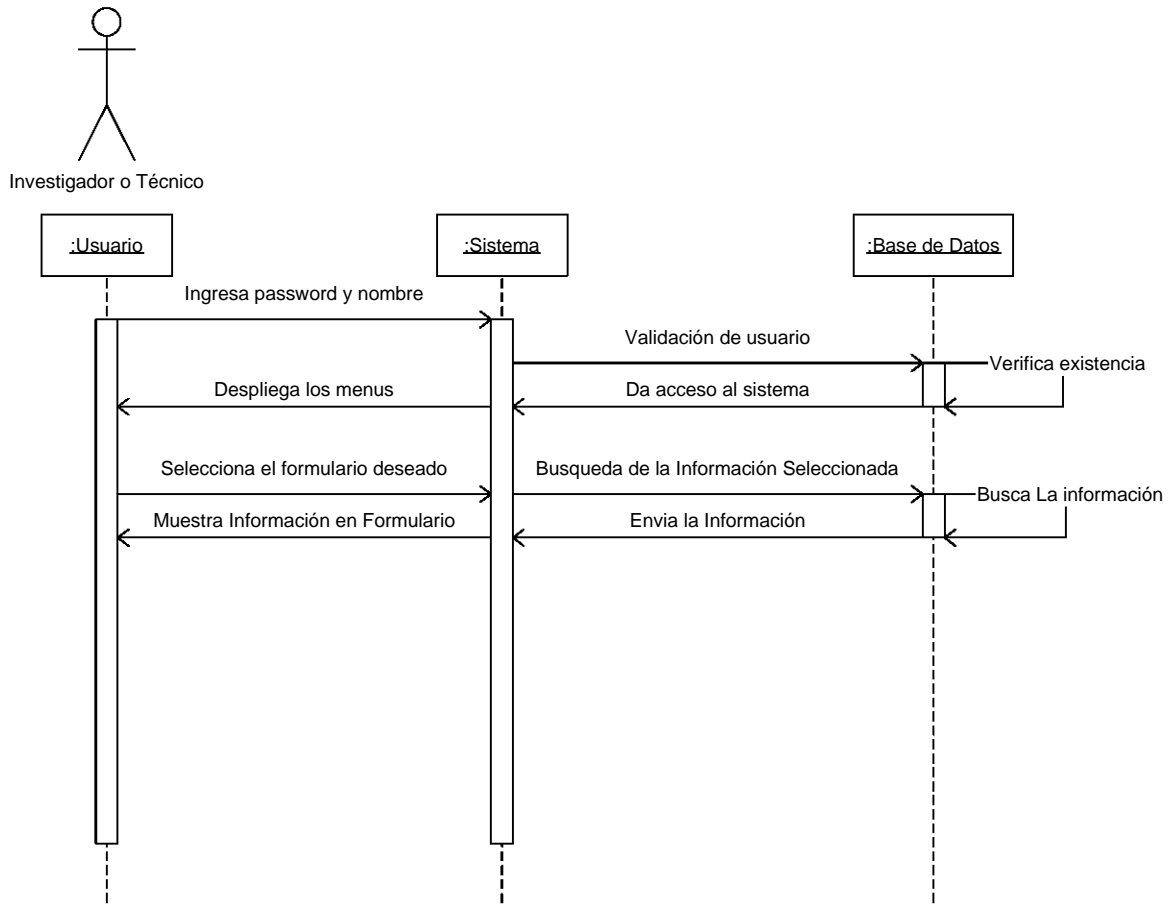 Investigador o Técnico
:Usuario
:Sistema
:Base de Datos
Ingresa password y nombre
Validación de usuario
Verifica existencia
Despliega los menus
Da acceso al sistema
Selecciona el formulario deseado
Busqueda de la Información Seleccionada
Busca La información
Muestra Información en Formulario
Envia la Información